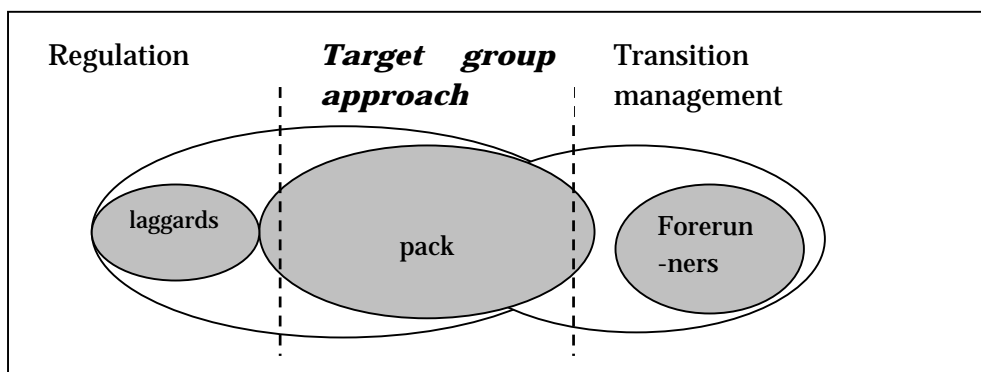 Regulation
Target group
approach
Transition
management
laggards
pack
Forerun
-ners